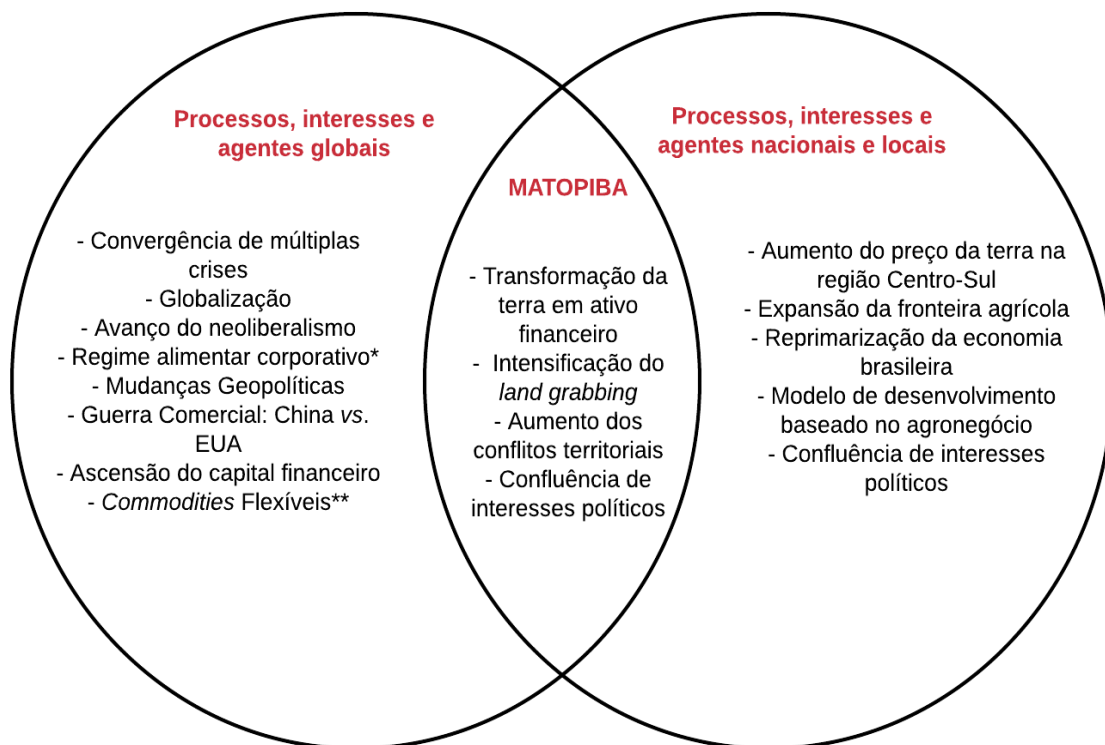 Processos, interesses e
agentes globais
- Convergência de múltiplas
crises
- Globalização
- Avanço do neoliberalismo
- Regime alimentar corporativo*
- Mudanças Geopolíticas
- Guerra Comercial: China vs.
EUA
- Ascensão do capital financeiro
- Commodities Flexíveis**
MATOPIBA
- Transformação da
terra em ativo
financeiro
- Intensificação do
land grabbing
- Aumento dos
conflitos territoriais
- Confluência de
interesses políticos
Processos, interesses e
agentes nacionais e locais
- Aumento do preço da terra na
região Centro-Sul
- Expansão da fronteira agrícola
- Reprimarização da economia
brasileira
- Modelo de desenvolvimento
baseado no agronegócio
- Confluência de interesses
políticos